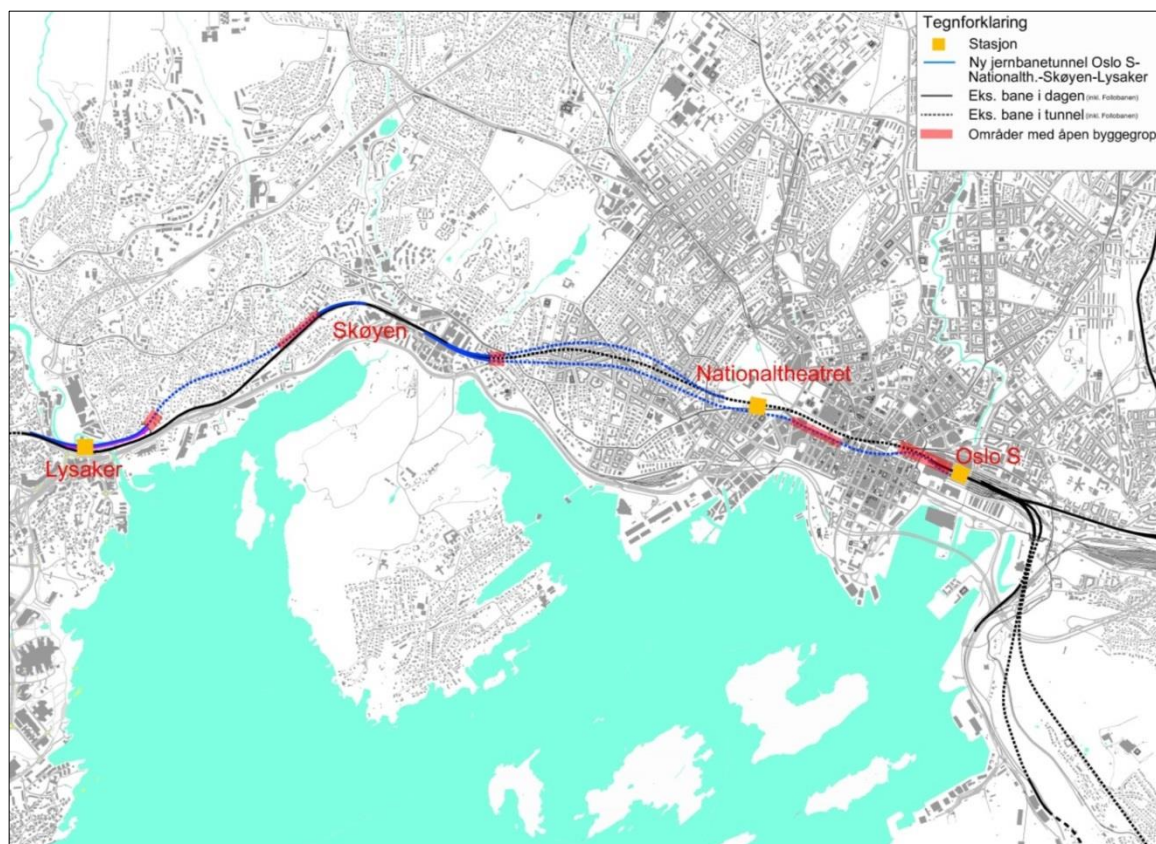 Tegnforklaring
Stasjon
Ny jernbanetunnel Oslo S-
Nationalth.-Skøyen-Lysaker
Eks. bane i dagen (inkl. Follobanen)
Eks. bane i tunnel (inkl. Follobanen)
Områder med åpen byggegrop
Skøyen
Nationaltheatret
Lysaker
Oslo S